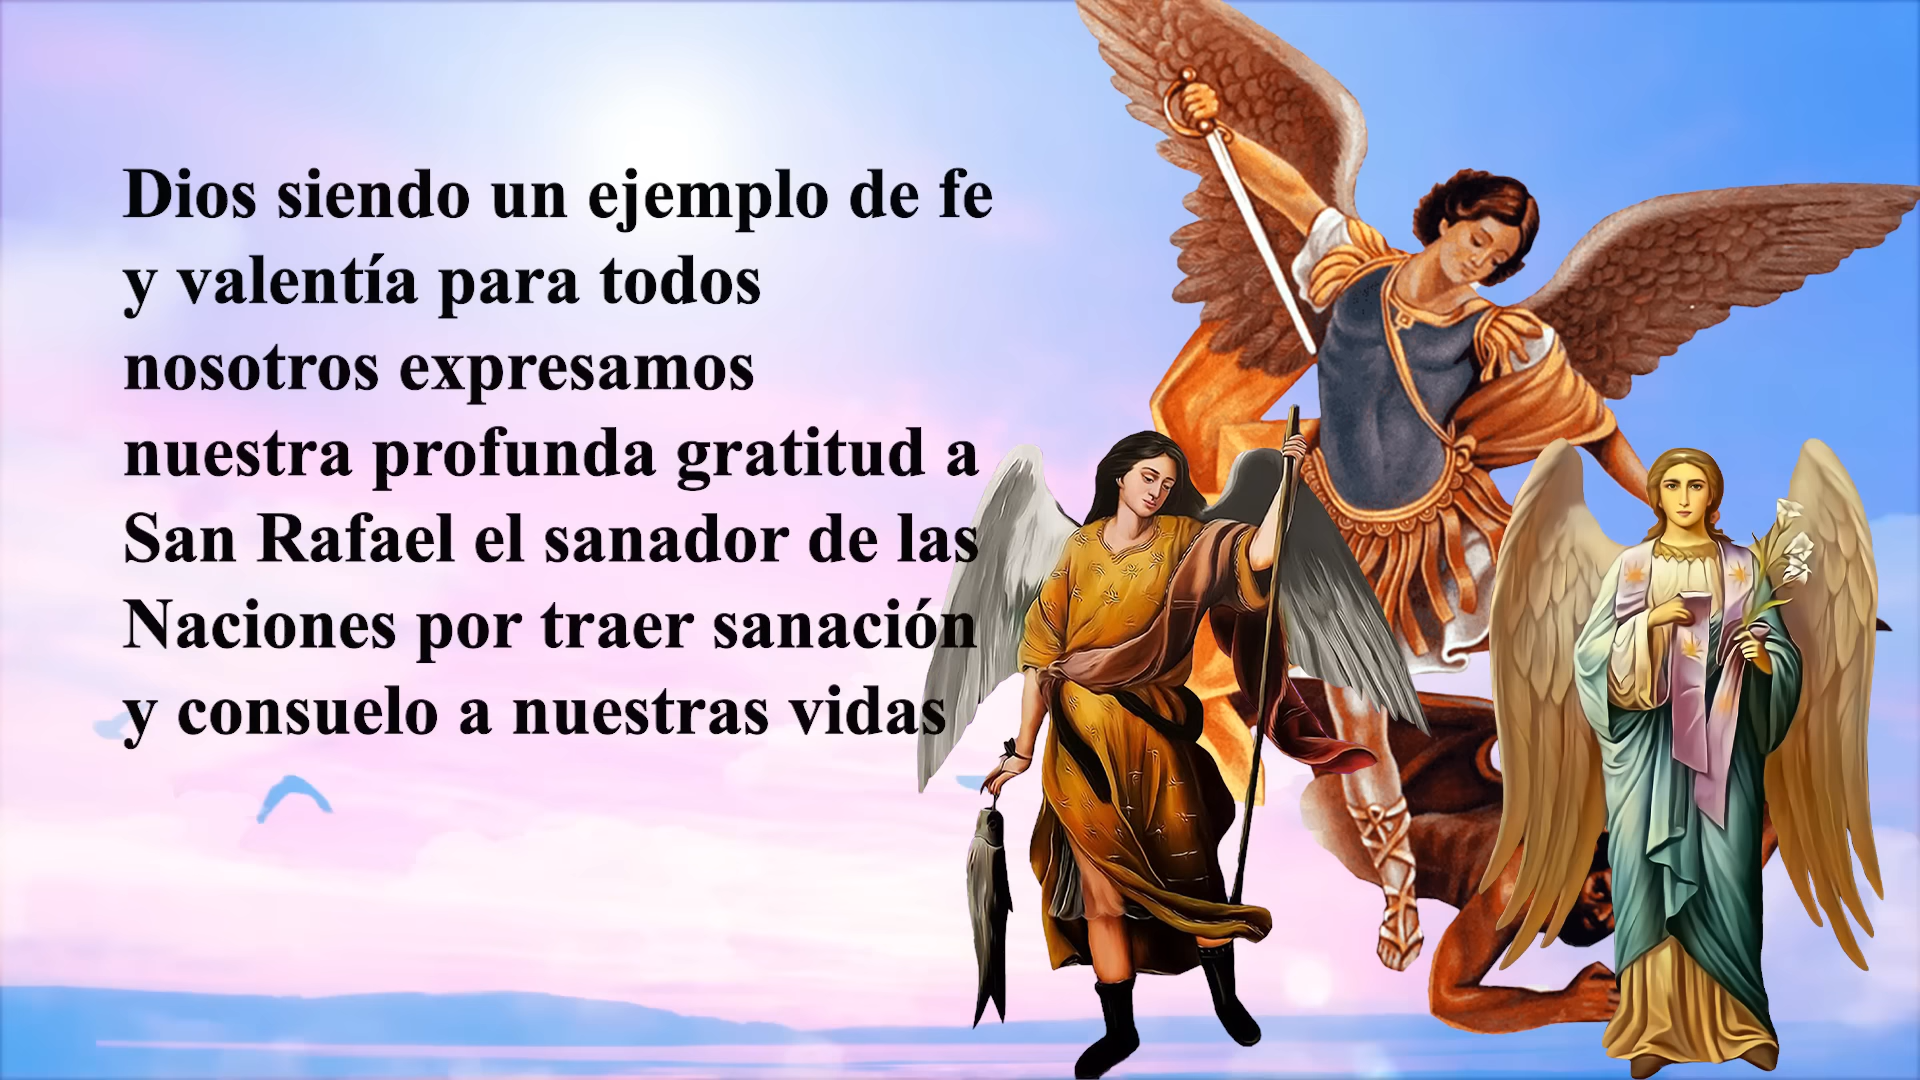 Dios siendo un ejemplo de fe
y valentía para todos
nosotros expresamos
nuestra profunda gratitud a
San Rafael el sanador de las
Naciones por traer sanación
y consuelo a nuestras vidas